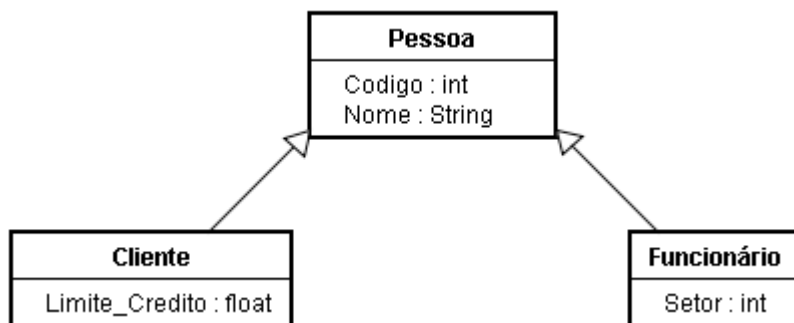 Pessoa
Codigo : int
Nome : String
Cliente
Limite_Credito : float
Funcionário
Setor : int